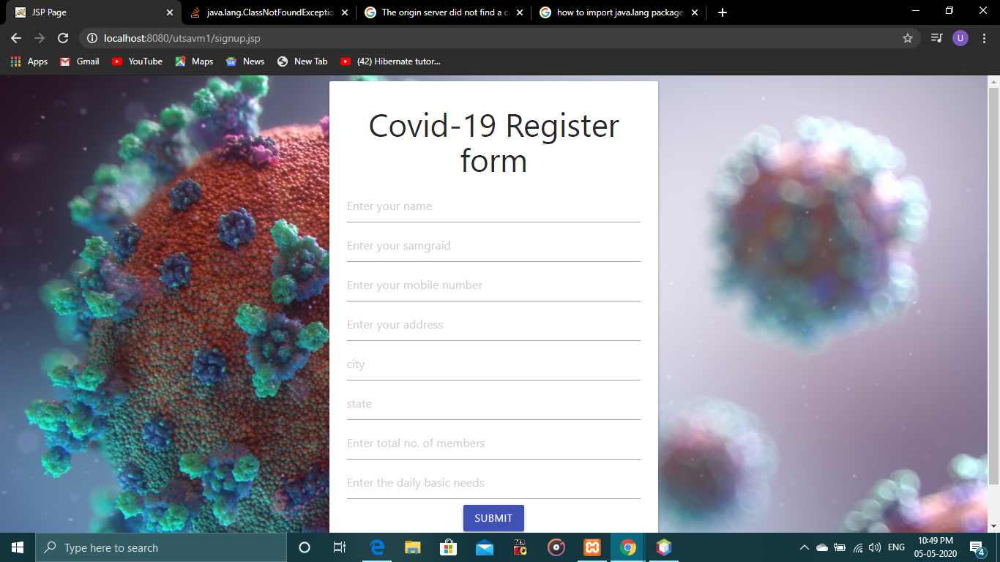 JSP Page
java.lang.ClassNotFoundExceptio
The origin server did not find a cu
how to import java.lang package
localhost:8080/utsavm1/signup.jsp
U
Apps
Gmail
YouTube
Maps
News
New Tab
(42) Hibernate tutor...
Covid-19 Register
form
Enter your name
Enter your samgraid
Enter your mobile number
Enter your address
city
state
Enter total no. of members
Enter the daily basic needs
SUBMIT
Type here to search
ENG
10:49 PM
05-05-2020
4